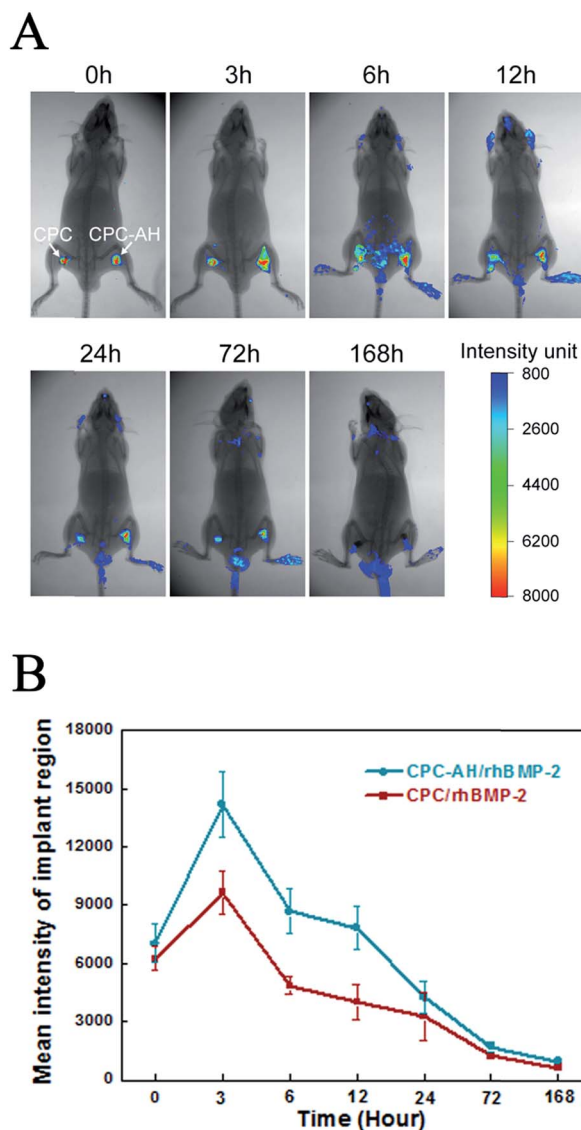 A
0h 3h 6h 12h
CPC CPC-AH
24h 72h 168h Intensity unit
800
2600
4400
6200
8000
B
18000
15000
12000
9000
6000
3000
0
Mean intensity of implant region
CPC-AH/rhBMP-2
CPC/rhBMP-2
0 3 6 12 24 72 168
Time (Hour)